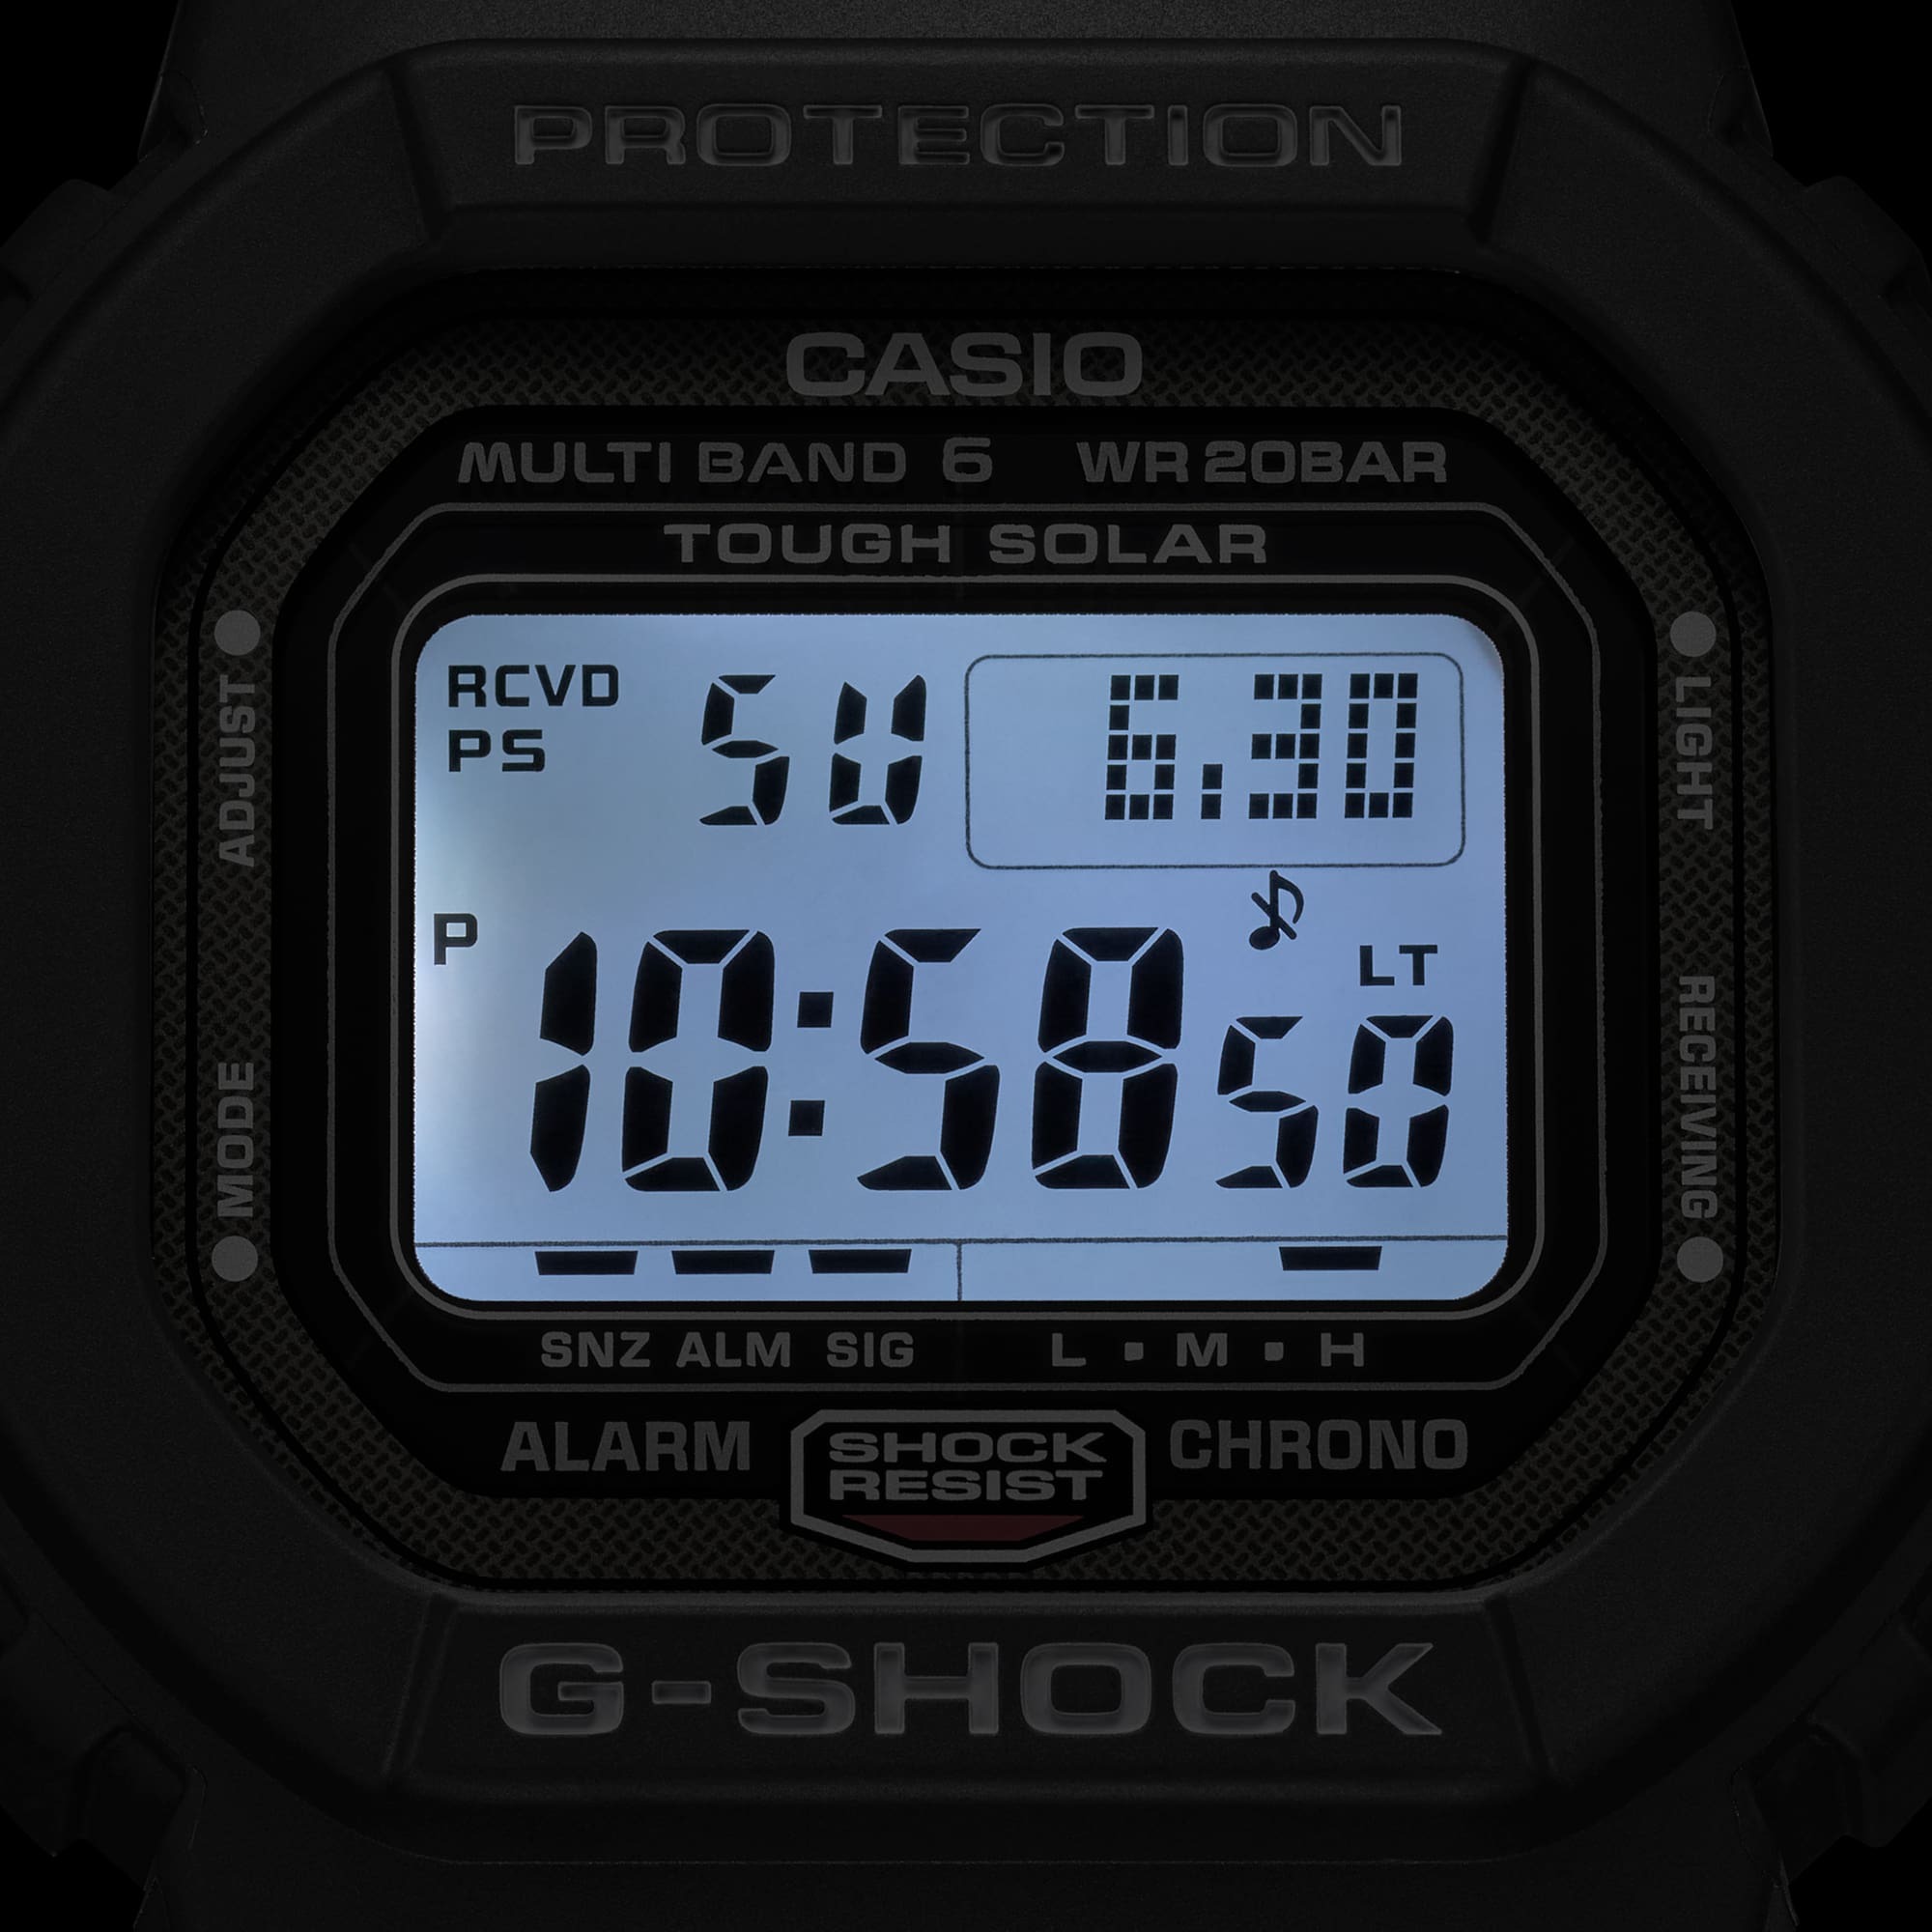 PROTECTION
CASIO
MULTI BAND 6 WR 20BAR
TOUGH SOLAR
ADJUST
LIGHT
RCVD
PS
SU
6.30
P
10:58 50
LT
MODE
RECEIVING
SNZ ALM SIG L · M · H
ALARM
SHOCK
RESIST
CHRONO
G-SHOCK